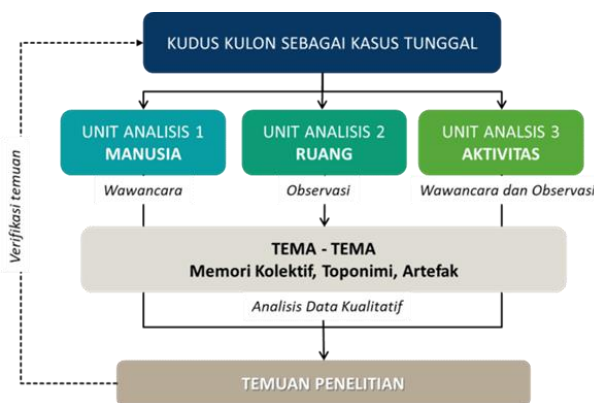 KUDUS KULON SEBAGAI KASUS TUNGGAL
UNIT ANALISIS 1
MANUSIA
UNIT ANALISIS 2
RUANG
UNIT ANALSIS 3
AKTIVITAS
Wawancara
Observasi
Wawancara dan Observasi
Verifikasi temuan
TEMA - TEMA
Memori Kolektif, Toponimi, Artefak
Analisis Data Kualitatif
TEMUAN PENELITIAN